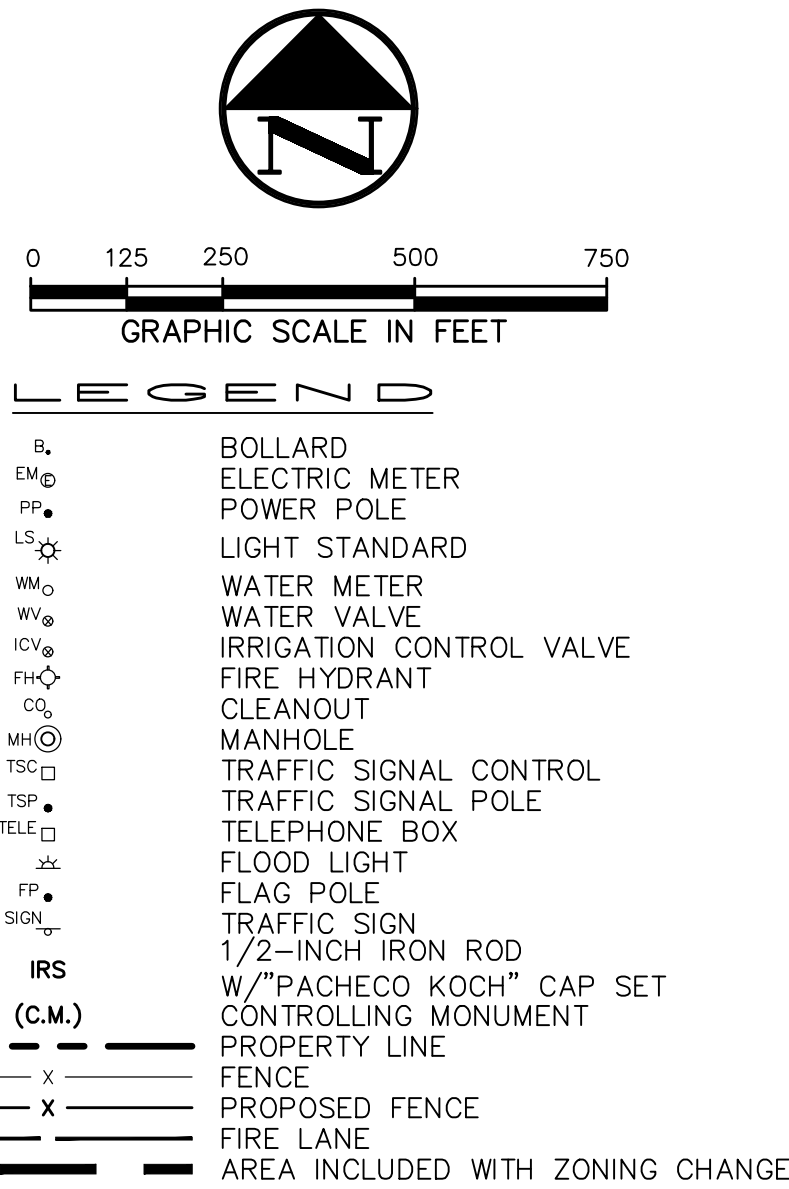 N
0 125 250 500 750
GRAPHIC SCALE IN FEET
LEGEND
B. BOLLARD
EM E ELECTRIC METER
PP POWER POLE
LS LIGHT STANDARD
WM WATER METER
WV WATER VALVE
ICV IRRIGATION CONTROL VALVE
FH FIRE HYDRANT
CO CLEANOUT
MH MANHOLE
TSC TRAFFIC SIGNAL CONTROL
TSP TRAFFIC SIGNAL POLE
TELE TELEPHONE BOX
FLOOD LIGHT
FP FLAG POLE
SIGN TRAFFIC SIGN
1/2-INCH IRON ROD
IRS W/"PACHECO KOCH" CAP SET
(C.M.) CONTROLLING MONUMENT
PROPERTY LINE
X FENCE
X PROPOSED FENCE
FIRE LANE
AREA INCLUDED WITH ZONING CHANGE